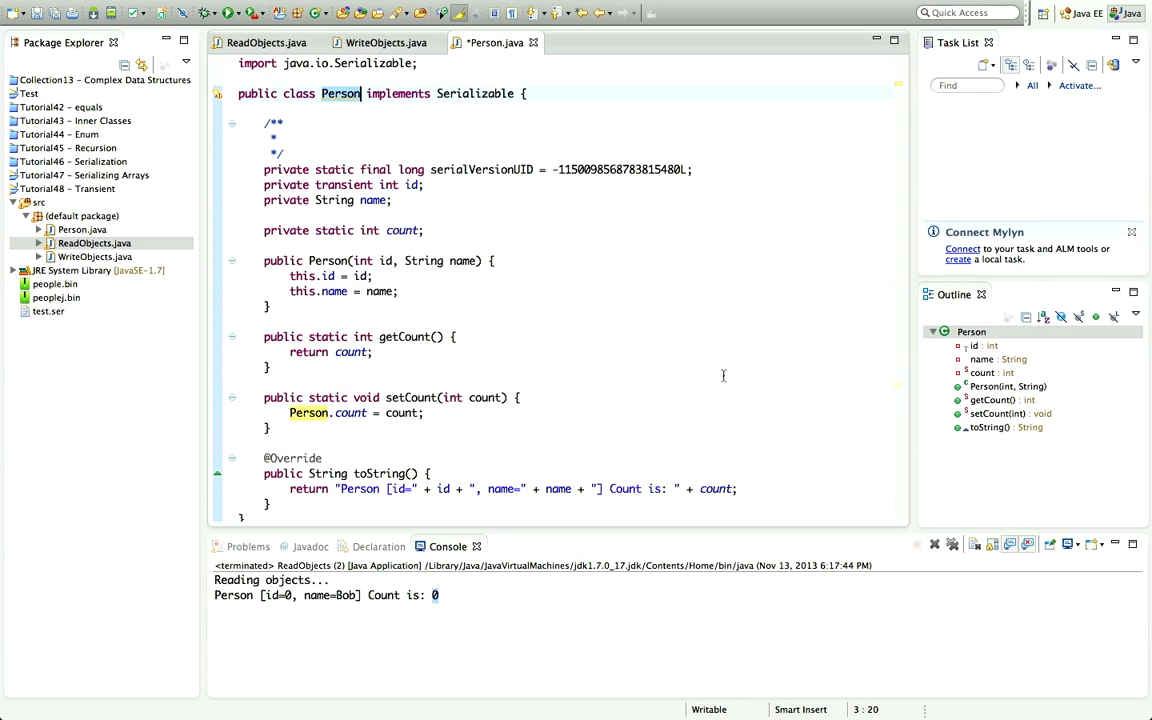 Quick Access
Java EE
Java
Package Explorer
Collection13 - Complex Data Structures
Test
Tutorial42 - equals
Tutorial43 - Inner Classes
Tutorial44 - Enum
Tutorial45 - Recursion
Tutorial46 - Serialization
Tutorial47 - Serializing Arrays
Tutorial48 - Transient
src
(default package)
Person.java
ReadObjects.java
WriteObjects.java
JRE System Library [JavaSE-1.7]
people.bin
peoplej.bin
test.ser
ReadObjects.java
WriteObjects.java
*Person.java
import java.io.Serializable;
public class Person implements Serializable {
/**
*
*/
private static final long serialVersionUID = -1150098568783815480L;
private transient int id;
private String name;
private static int count;
public Person(int id, String name) {
this.id = id;
this.name = name;
}
public static int getCount() {
return count;
}
public static void setCount(int count) {
Person.count = count;
}
@Override
public String toString() {
return "Person [id=" + id + ", name=" + name + "] Count is: " + count;
}
}
Task List
Find
All
Activate...
Connect Mylyn
Connect to your task and ALM tools or
create a local task.
Outline
Person
id : int
name : String
count : int
Person(int, String)
getCount() : int
setCount(int) : void
toString() : String
Problems
Javadoc
Declaration
Console
<terminated> ReadObjects (2) [Java Application] /Library/Java/JavaVirtualMachines/jdk1.7.0_17.jdk/Contents/Home/bin/java (Nov 13, 2013 6:17:44 PM)
Reading objects...
Person [id=0, name=Bob] Count is: 0
Writable
Smart Insert
3 : 20